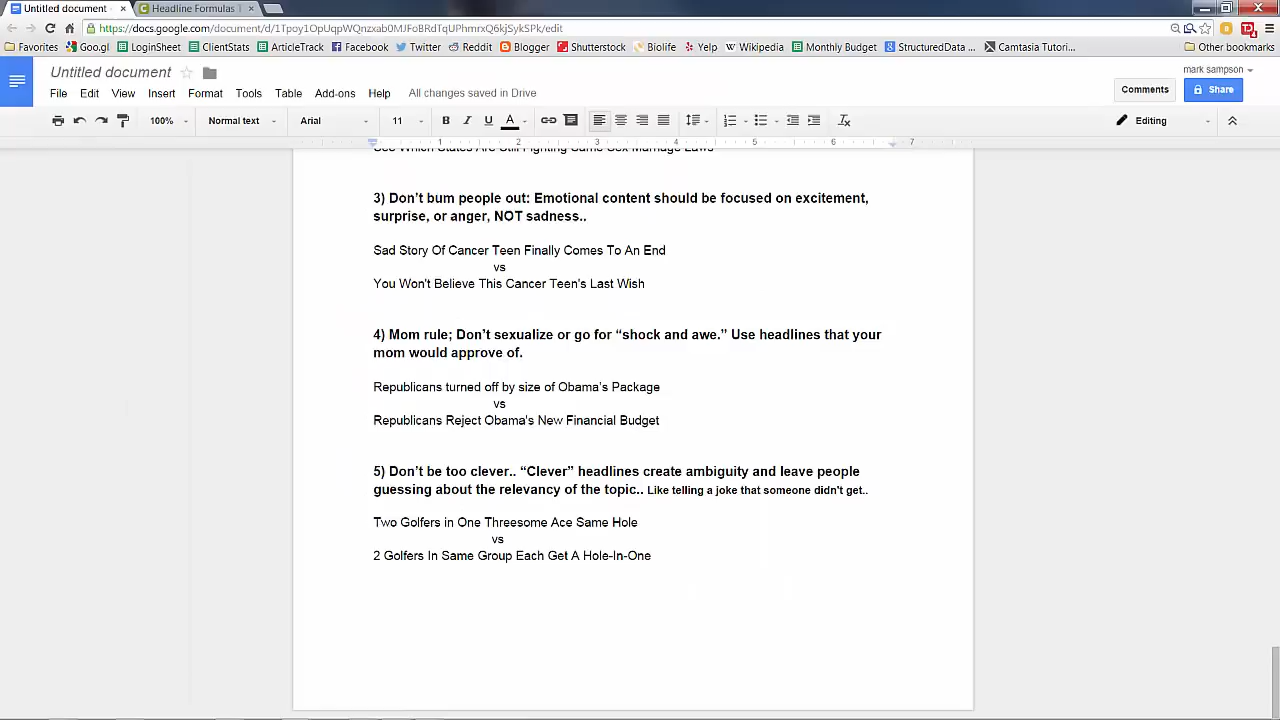 Untitled document
Headline Formulas
https://docs.google.com/document/d/1Tpoy1OpUqpWQnzxab0MJFoBRdTqUPhmrxQ6kjSykSPk/edit
Favorites Goo.gl LoginSheet ClientStats ArticleTrack Facebook Twitter Reddit Blogger Shutterstock Biolife Yelp Wikipedia Monthly Budget StructuredData ... Camtasia Tutori... Other bookmarks
Untitled document
mark sampson
File Edit View Insert Format Tools Table Add-ons Help All changes saved in Drive
Comments Share
100% Normal text Arial 11 B I U A Editing
1 2 3 4 5 6 7
See Which States Are Still Fighting Same Sex Marriage Laws
3) Don't bum people out: Emotional content should be focused on excitement,
surprise, or anger, NOT sadness..
Sad Story Of Cancer Teen Finally Comes To An End
vs
You Won't Believe This Cancer Teen's Last Wish
4) Mom rule; Don't sexualize or go for “shock and awe.” Use headlines that your
mom would approve of.
Republicans turned off by size of Obama's Package
vs
Republicans Reject Obama's New Financial Budget
5) Don't be too clever.. “Clever” headlines create ambiguity and leave people
guessing about the relevancy of the topic.. Like telling a joke that someone didn't get..
Two Golfers in One Threesome Ace Same Hole
vs
2 Golfers In Same Group Each Get A Hole-In-One